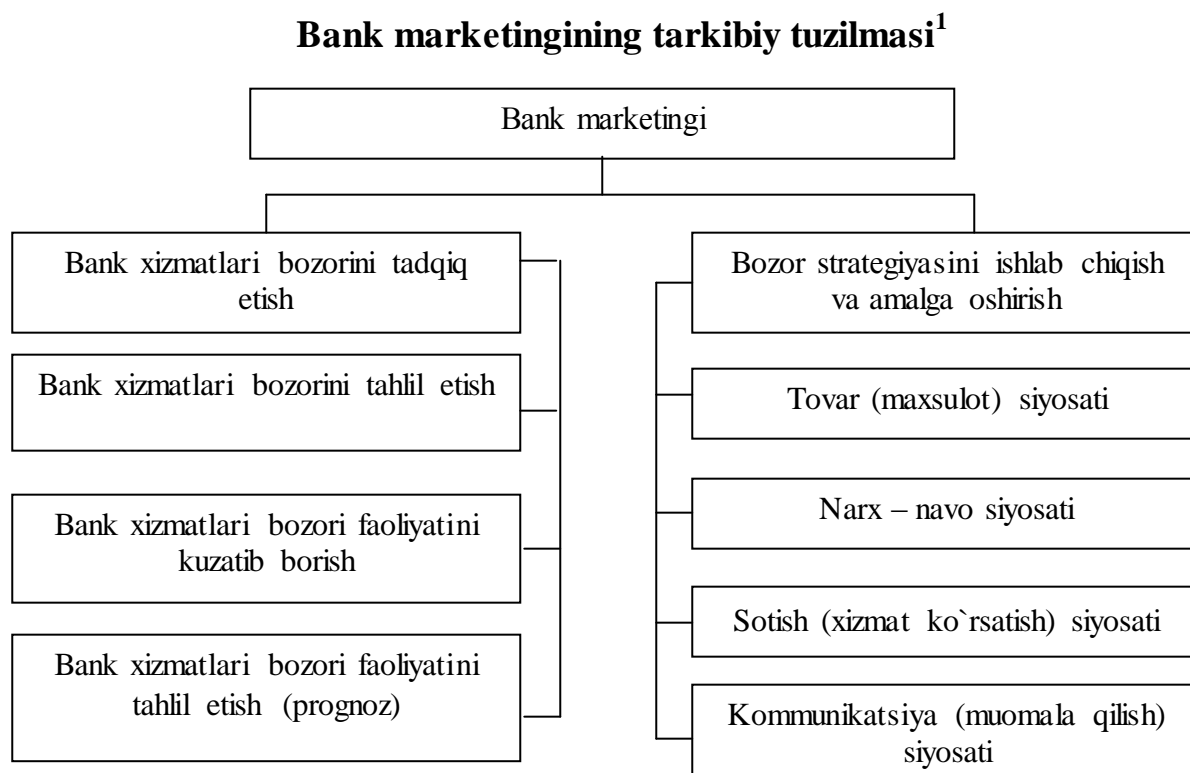 Bank marketingining tarkibiy tuzilmasi¹
Bank marketingi
Bank xizmatlari bozorini tadqiq
etish
Bank xizmatlari bozorini tahlil etish
Bank xizmatlari bozori faoliyatini
kuzatib borish
Bank xizmatlari bozori faoliyatini
tahlil etish (prognoz)
Bozor strategiyasini ishlab chiqish
va amalga oshirish
Tovar (maxsulot) siyosati
Narx – navo siyosati
Sotish (xizmat ko`rsatish) siyosati
Kommunikatsiya (muomala qilish)
siyosati